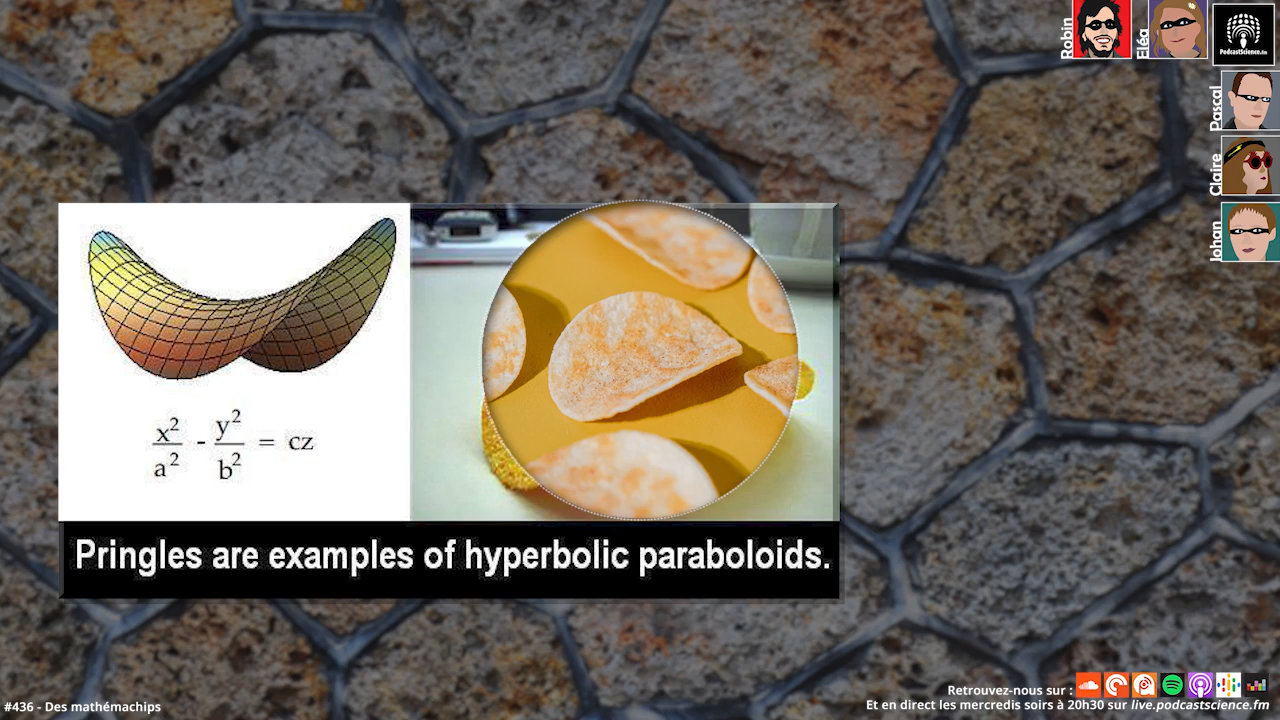 Robin
Eléa
PodcastScience.fm
Pascal
Claire
Johan
x² / a² - y² / b² = cz
Pringles are examples of hyperbolic paraboloids.
#436 - Des mathémachips
Retrouvez-nous sur :
Et en direct les mercredis soirs à 20h30 sur live.podcastscience.fm